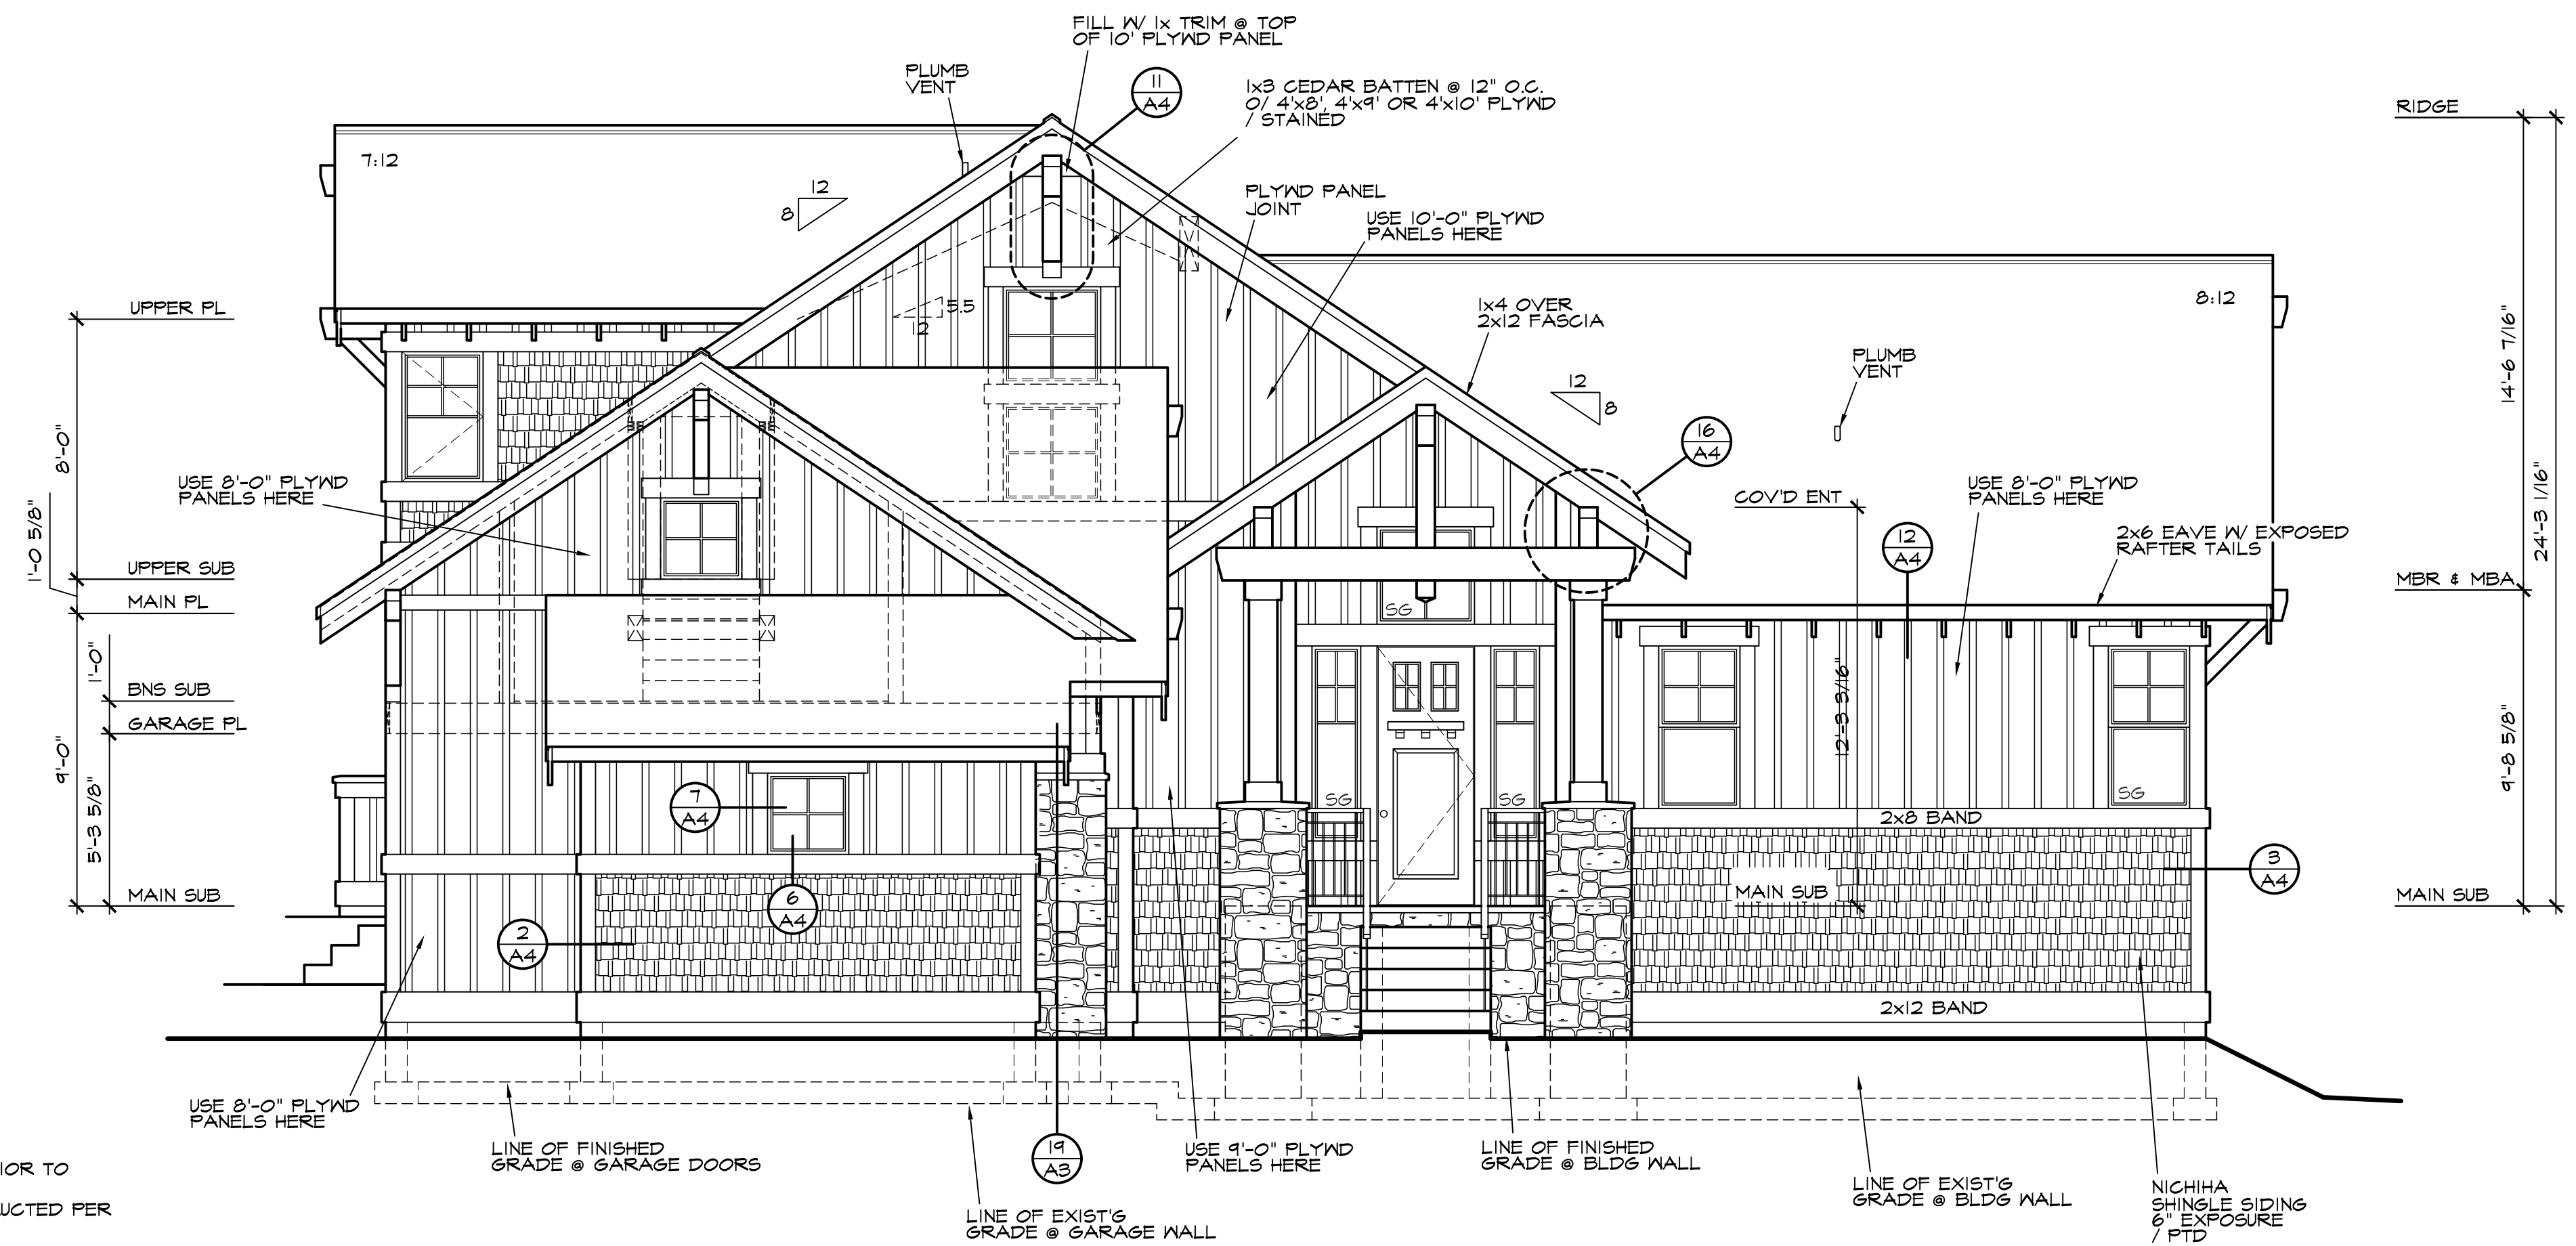 FILL W/ 1x TRIM @ TOP
OF 10' PLYWD PANEL
PLUMB
VENT
11
A4
1x3 CEDAR BATTEN @ 12" O.C.
O/ 4'x8', 4'x9' OR 4'x10' PLYWD
/ STAINED
RIDGE
7:12
12
8
PLYWD PANEL
JOINT
USE 10'-0" PLYWD
PANELS HERE
8:12
UPPER PL
5.5
12
1x4 OVER
2x12 FASCIA
14'-6 7/16"
PLUMB
VENT
12
8
16
A4
8'-0"
USE 8'-0" PLYWD
PANELS HERE
COV'D ENT
USE 8'-0" PLYWD
PANELS HERE
24'-3 1/16"
1'-0 5/8"
12
A4
2x6 EAVE W/ EXPOSED
RAFTER TAILS
UPPER SUB
MBR & MBA
MAIN PL
SG
1'-0"
BNS SUB
12'-3 3/16"
GARAGE PL
9'-0"
9'-8 5/8"
5'-3 5/8"
7
A4
SG
SG
SG
2x8 BAND
3
A4
MAIN SUB
6
A4
MAIN SUB
MAIN SUB
2
A4
2x12 BAND
USE 8'-0" PLYWD
PANELS HERE
LINE OF FINISHED
GRADE @ GARAGE DOORS
19
A3
USE 9'-0" PLYWD
PANELS HERE
LINE OF FINISHED
GRADE @ BLDG WALL
IOR TO
LINE OF EXIST'G
GRADE @ BLDG WALL
NICHIHA
SHINGLE SIDING
6" EXPOSURE
/ PTD
UCTED PER
LINE OF EXIST'G
GRADE @ GARAGE WALL